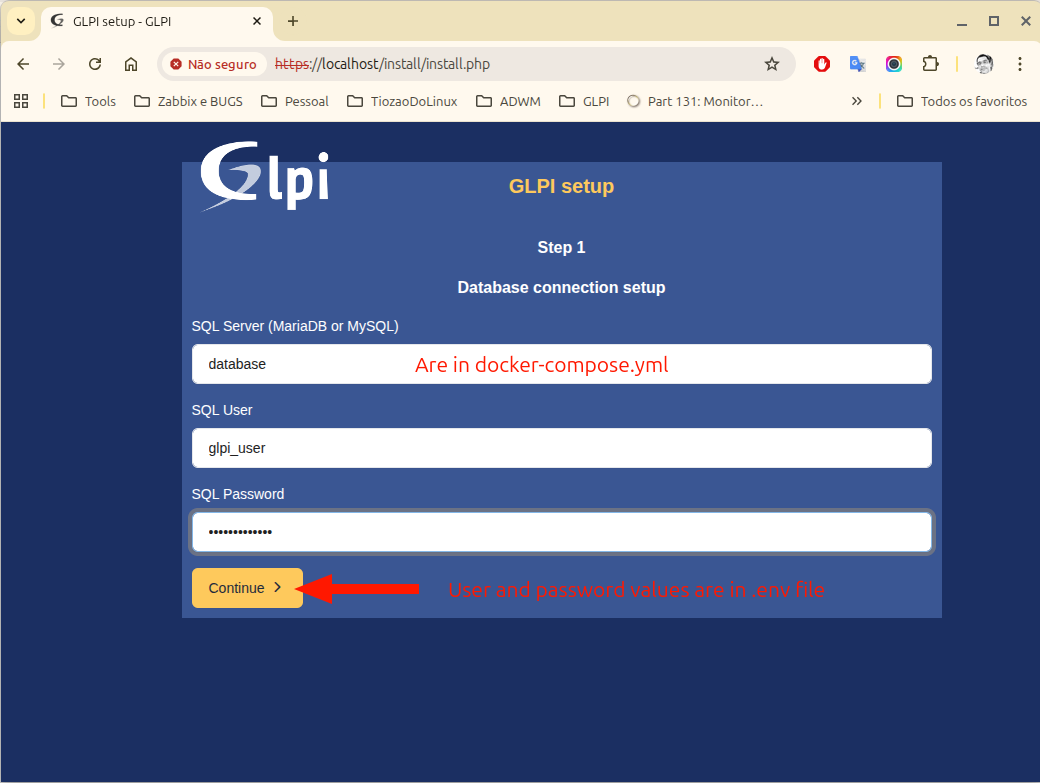 GLPI setup - GLPI
Não seguro https://localhost/install/install.php
Tools Zabbix e BUGS Pessoal TiozaoDoLinux ADWM GLPI Part 131: Monitor… Todos os favoritos
Glpi
GLPI setup
Step 1
Database connection setup
SQL Server (MariaDB or MySQL)
database Are in docker-compose.yml
SQL User
glpi_user
SQL Password
•••••••••••••
Continue User and password values are in .env file